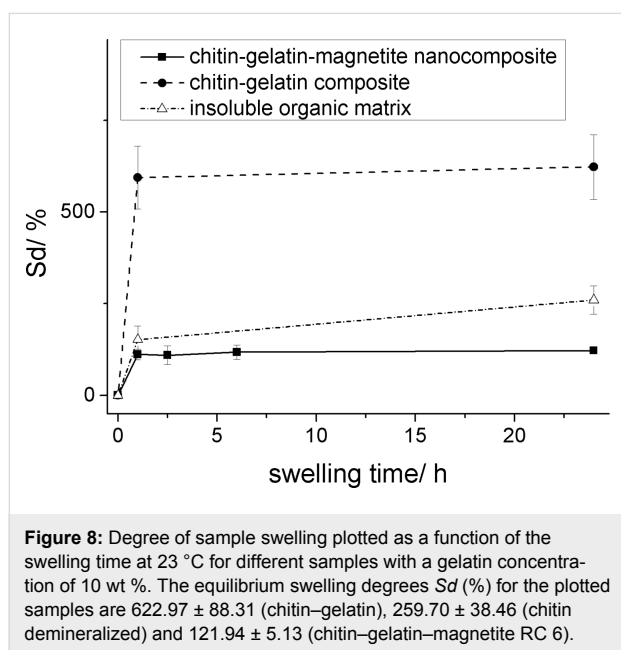 chitin-gelatin-magnetite nanocomposite
chitin-gelatin composite
insoluble organic matrix
Sd/ %
500
0
0
5
10
15
20
swelling time/ h
Figure 8: Degree of sample swelling plotted as a function of the
swelling time at 23 °C for different samples with a gelatin concentra-
tion of 10 wt %. The equilibrium swelling degrees Sd (%) for the plotted
samples are 622.97 ± 88.31 (chitin–gelatin), 259.70 ± 38.46 (chitin
demineralized) and 121.94 ± 5.13 (chitin–gelatin–magnetite RC 6).